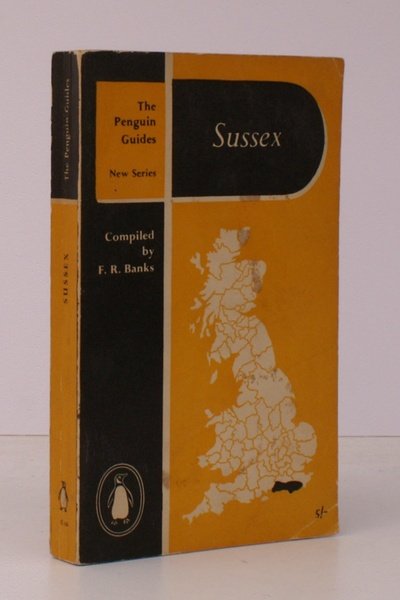 The Penguin Guides
SUSSEX
The
Penguin
Guides
New Series
Sussex
Compiled
by
F. R. Banks
5/-